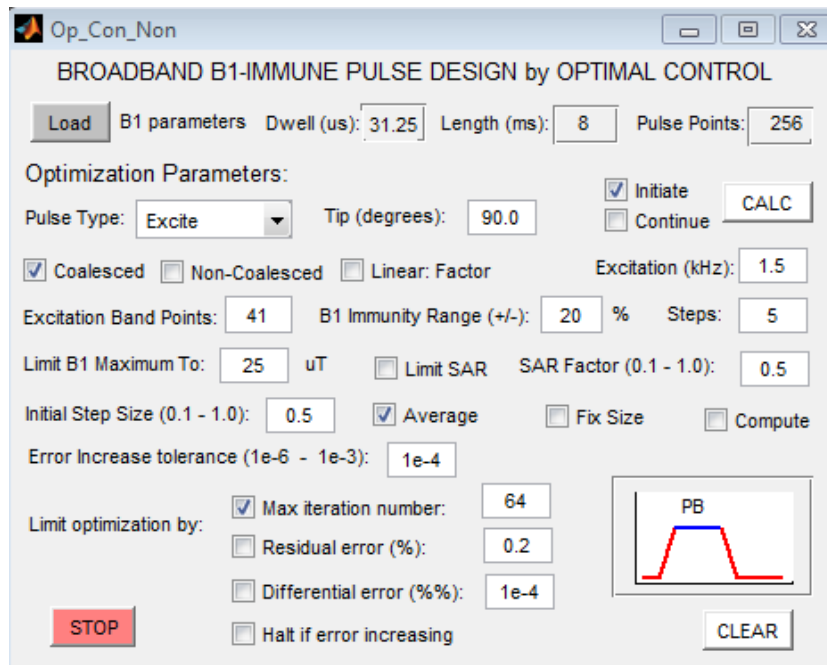 Op_Con_Non
BROADBAND B1-IMMUNE PULSE DESIGN by OPTIMAL CONTROL
Load B1 parameters Dwell (us): 31.25 Length (ms): 8 Pulse Points: 256
Optimization Parameters:
Initiate
Pulse Type: Excite Tip (degrees): 90.0 Continue CALC
Coalesced Non-Coalesced Linear: Factor Excitation (kHz): 1.5
Excitation Band Points: 41 B1 Immunity Range (+/-): 20 % Steps: 5
Limit B1 Maximum To: 25 uT Limit SAR SAR Factor (0.1 - 1.0): 0.5
Initial Step Size (0.1 - 1.0): 0.5 Average Fix Size Compute
Error Increase tolerance (1e-6 - 1e-3): 1e-4
Limit optimization by: Max iteration number: 64
Residual error (%): 0.2
Differential error (%%): 1e-4
Halt if error increasing
PB
STOP
CLEAR